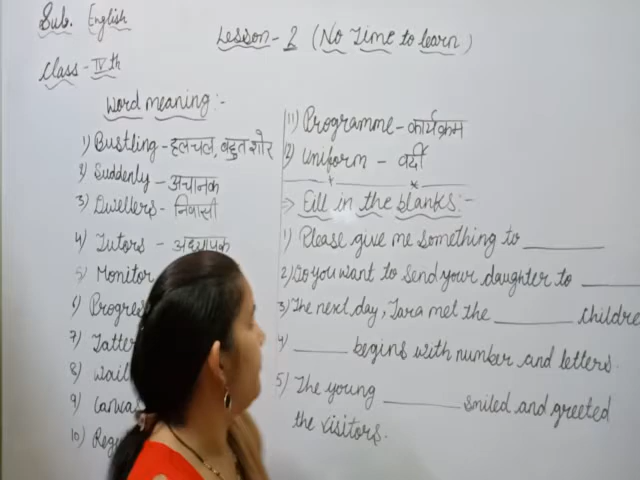 Sub. English
Lesson - 2 (No Time to learn)
Class - IVth
Word meaning :-
1) Bustling - हलचल, बहुत शोर
2) Suddenly - अचानक
3) Dwellers - निवासी
4) Tutors - अध्यापक
5) Monitor
6) Progres
7) Tatter
8) Wail
9) Canvas
10) Regu
11) Programme - कार्यक्रम
12) Uniform - वर्दी
⇒ Fill in the blanks :-
1) Please give me something to ________
2) Do you want to send your daughter to ________
3) The next day, Tara met the ________ childre
4) ______ begins with number and letters.
5) The young ________ smiled and greeted
the visitors.